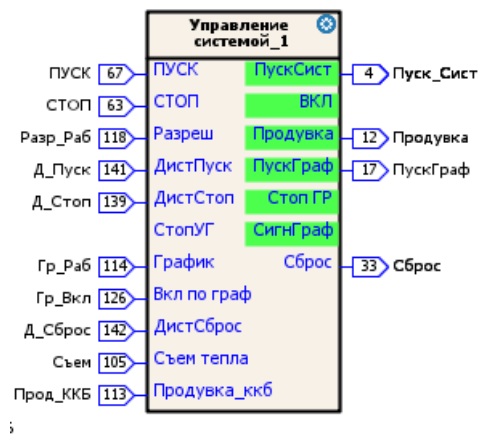 Управление
системой_1
ПУСК 67 ПУСК ПускСист 4 Пуск_Сист
СТОП 63 СТОП ВКЛ
Разр_Раб 118 Разреш Продувка 12 Продувка
Д_Пуск 141 ДистПуск ПускГраф 17 ПускГраф
Д_Стоп 139 ДистСтоп Стоп ГР
СтопУГ СигнГраф
Гр_Раб 114 График Сброс 33 Сброс
Гр_Вкл 126 Вкл по граф
Д_Сброс 142 ДистСброс
Съем 105 Съем тепла
Прод_ККБ 113 Продувка_ккб